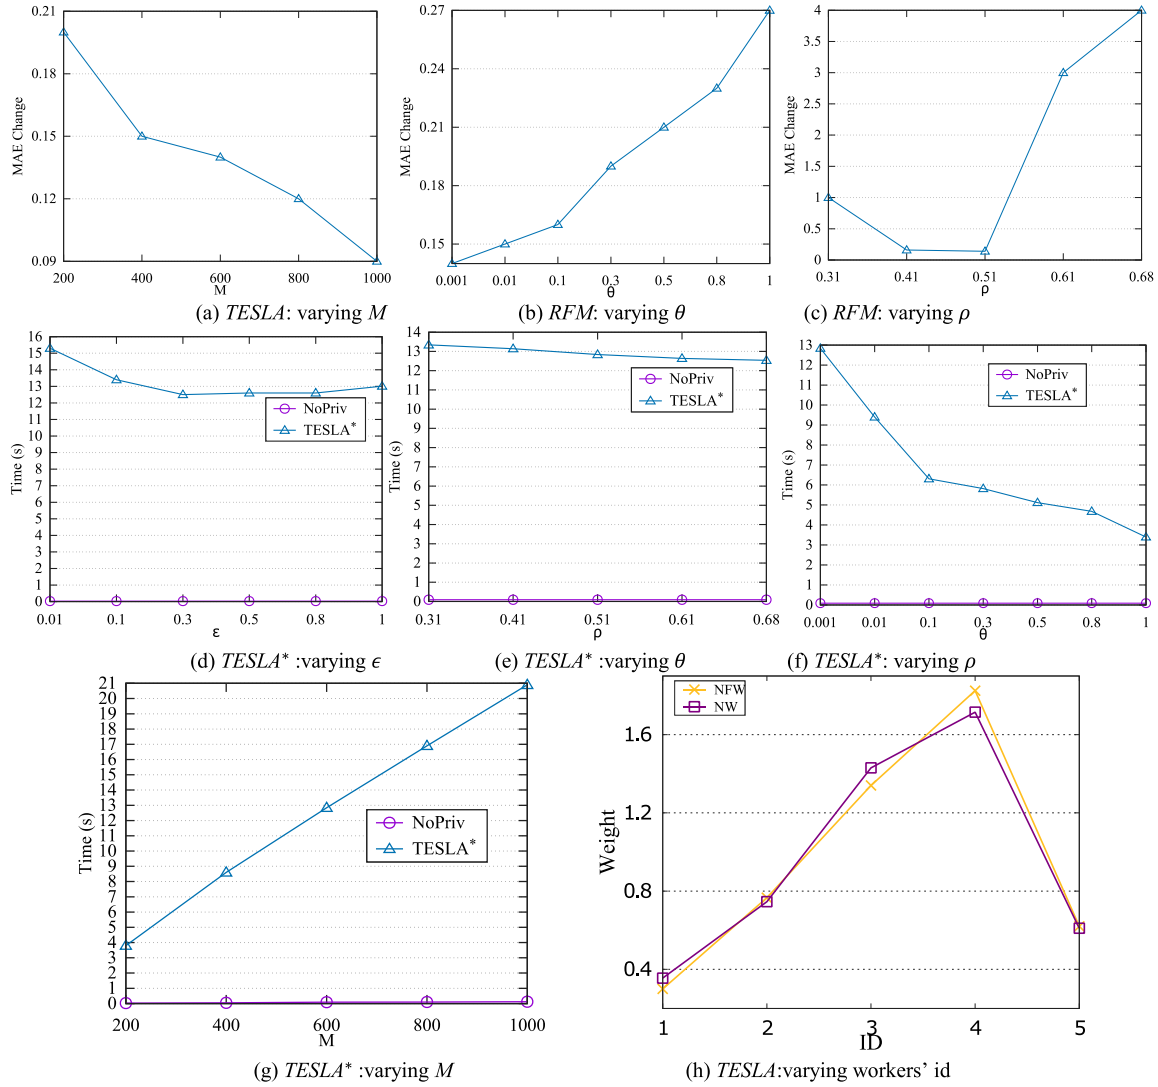 0.21
0.18
0.15
0.12
0.09
MAE Change
200 400 600 800 1000
M
(a) TESLA: varying M
0.27
0.24
0.21
0.18
0.15
MAE Change
0.001 0.01 0.1 0.3 0.5 0.8 1
θ
(b) RFM: varying θ
4
3.5
3
2.5
2
1.5
1
0.5
0
MAE Change
0.31 0.41 0.51 0.61 0.68
ρ
(c) RFM: varying ρ
16
15
14
13
12
11
10
9
8
7
6
5
4
3
2
1
0
Time (s)
NoPriv
TESLA*
0.01 0.1 0.3 0.5 0.8 1
ε
(d) TESLA* :varying ϵ
14
13
12
11
10
9
8
7
6
5
4
3
2
1
0
Time (s)
NoPriv
TESLA*
0.31 0.41 0.51 0.61 0.68
ρ
(e) TESLA* :varying θ
13
12
11
10
9
8
7
6
5
4
3
2
1
0
Time (s)
NoPriv
TESLA*
0.001 0.01 0.1 0.3 0.5 0.8 1
θ
(f) TESLA*: varying ρ
21
20
19
18
17
16
15
14
13
12
11
10
9
8
7
6
5
4
3
2
1
0
Time (s)
NoPriv
TESLA*
200 400 600 800 1000
M
(g) TESLA* :varying M
NFW
NW
1.6
1.2
0.8
0.4
Weight
1 2 3 4 5
ID
(h) TESLA:varying workers’ id